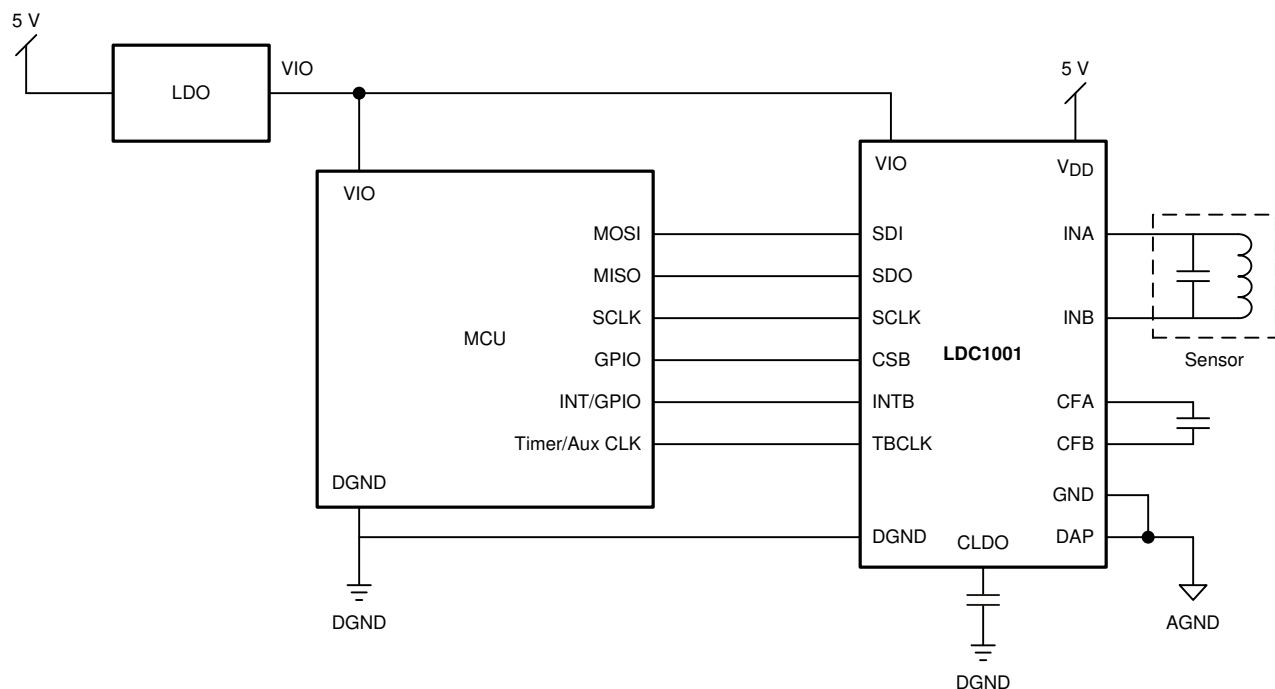 5 V
LDO
VIO
5 V
VIO
VIO
VDD
MOSI
SDI
INA
MISO
SDO
SCLK
SCLK
INB
MCU
LDC1001
GPIO
CSB
Sensor
INT/GPIO
INTB
CFA
Timer/Aux CLK
TBCLK
CFB
DGND
GND
DGND
CLDO
DAP
DGND
AGND
DGND